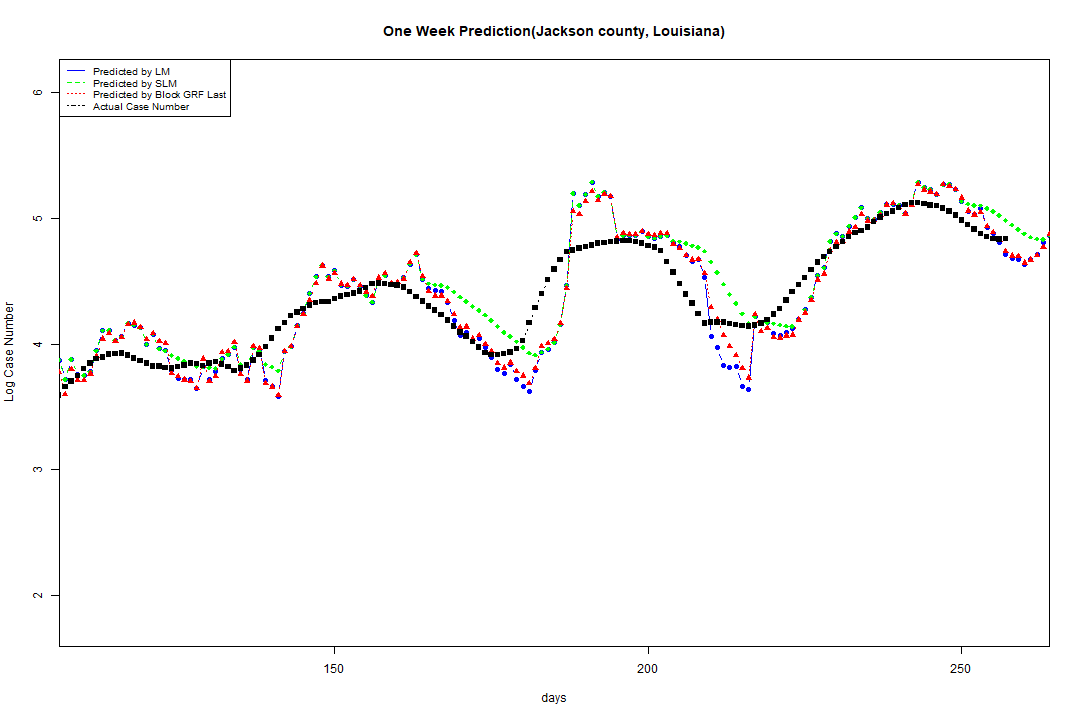 One Week Prediction(Jackson county, Louisiana)
Predicted by LM
Predicted by SLM
Predicted by Block GRF Last
Actual Case Number
Log Case Number
6
5
4
3
2
150
200
250
days